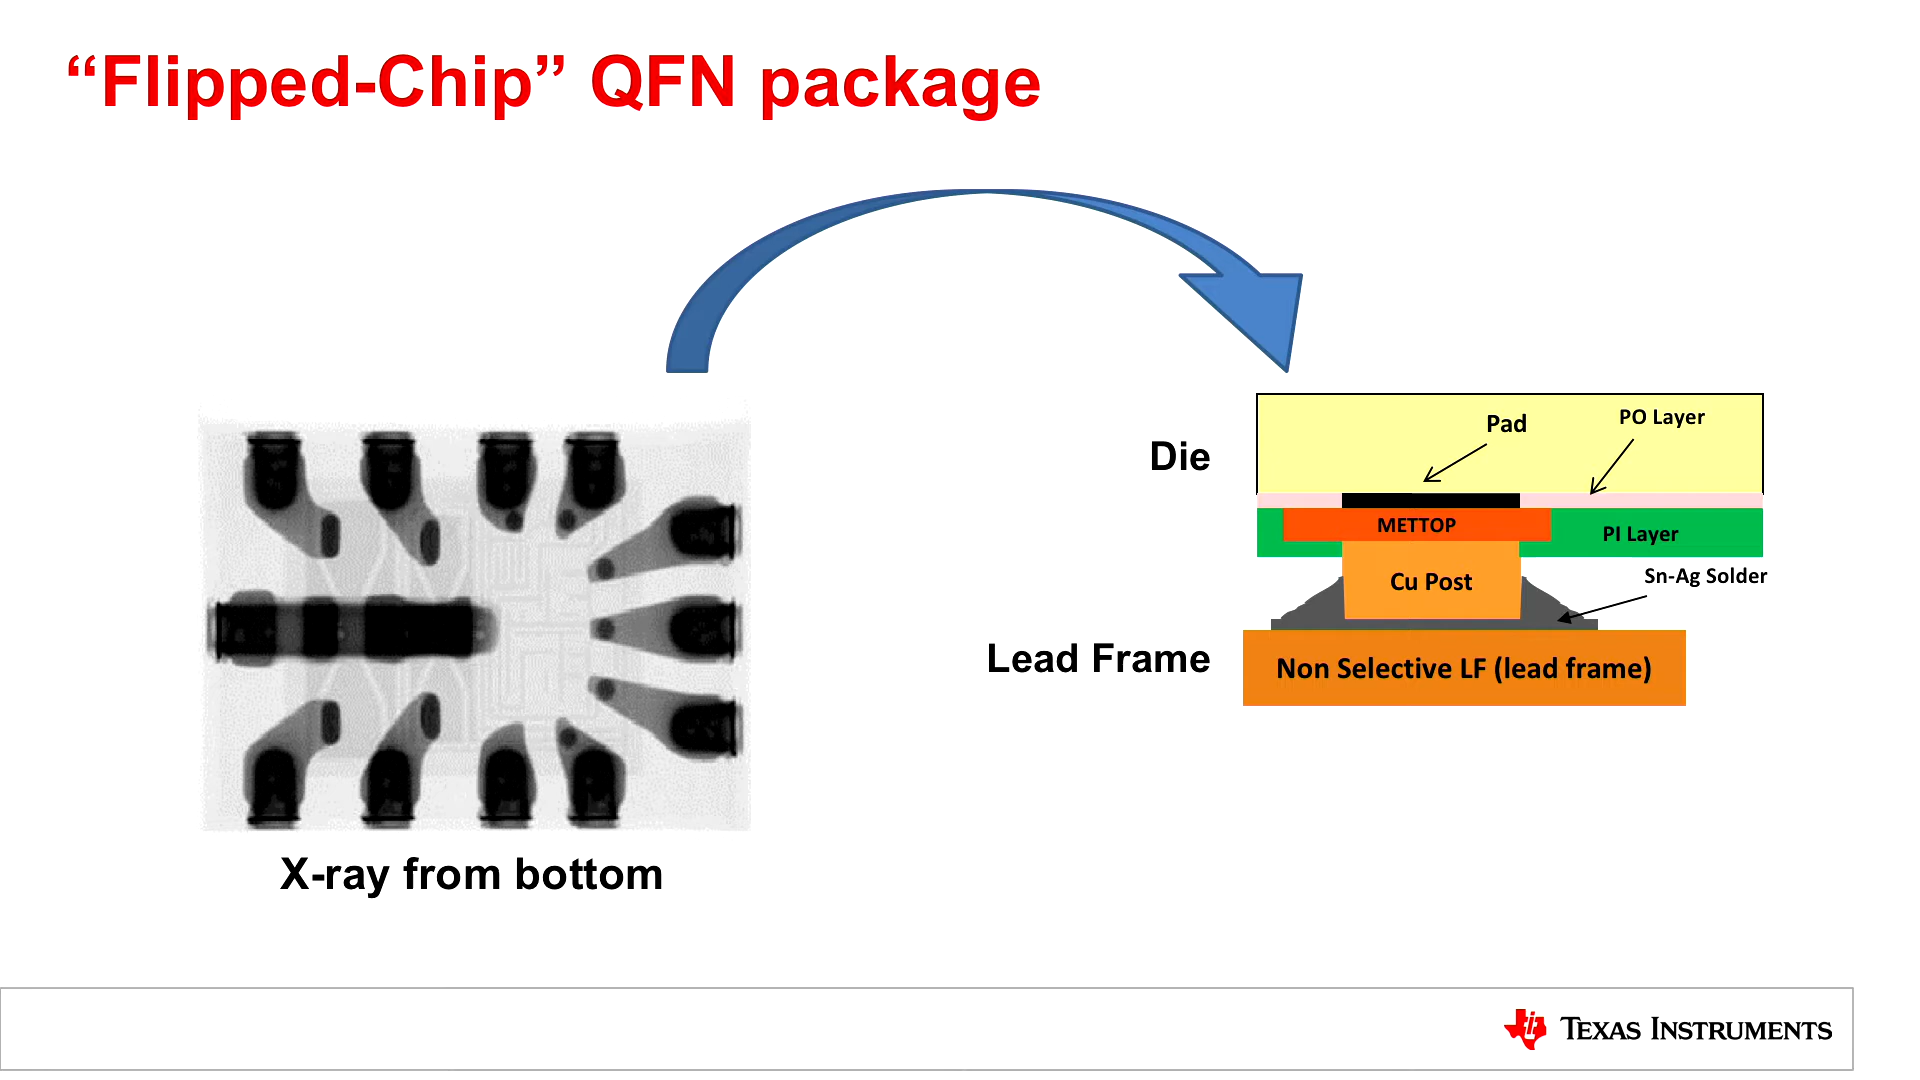 “Flipped-Chip” QFN package
X-ray from bottom
Die
Lead Frame
Pad
PO Layer
METTOP
PI Layer
Cu Post
Sn-Ag Solder
Non Selective LF (lead frame)
TEXAS INSTRUMENTS